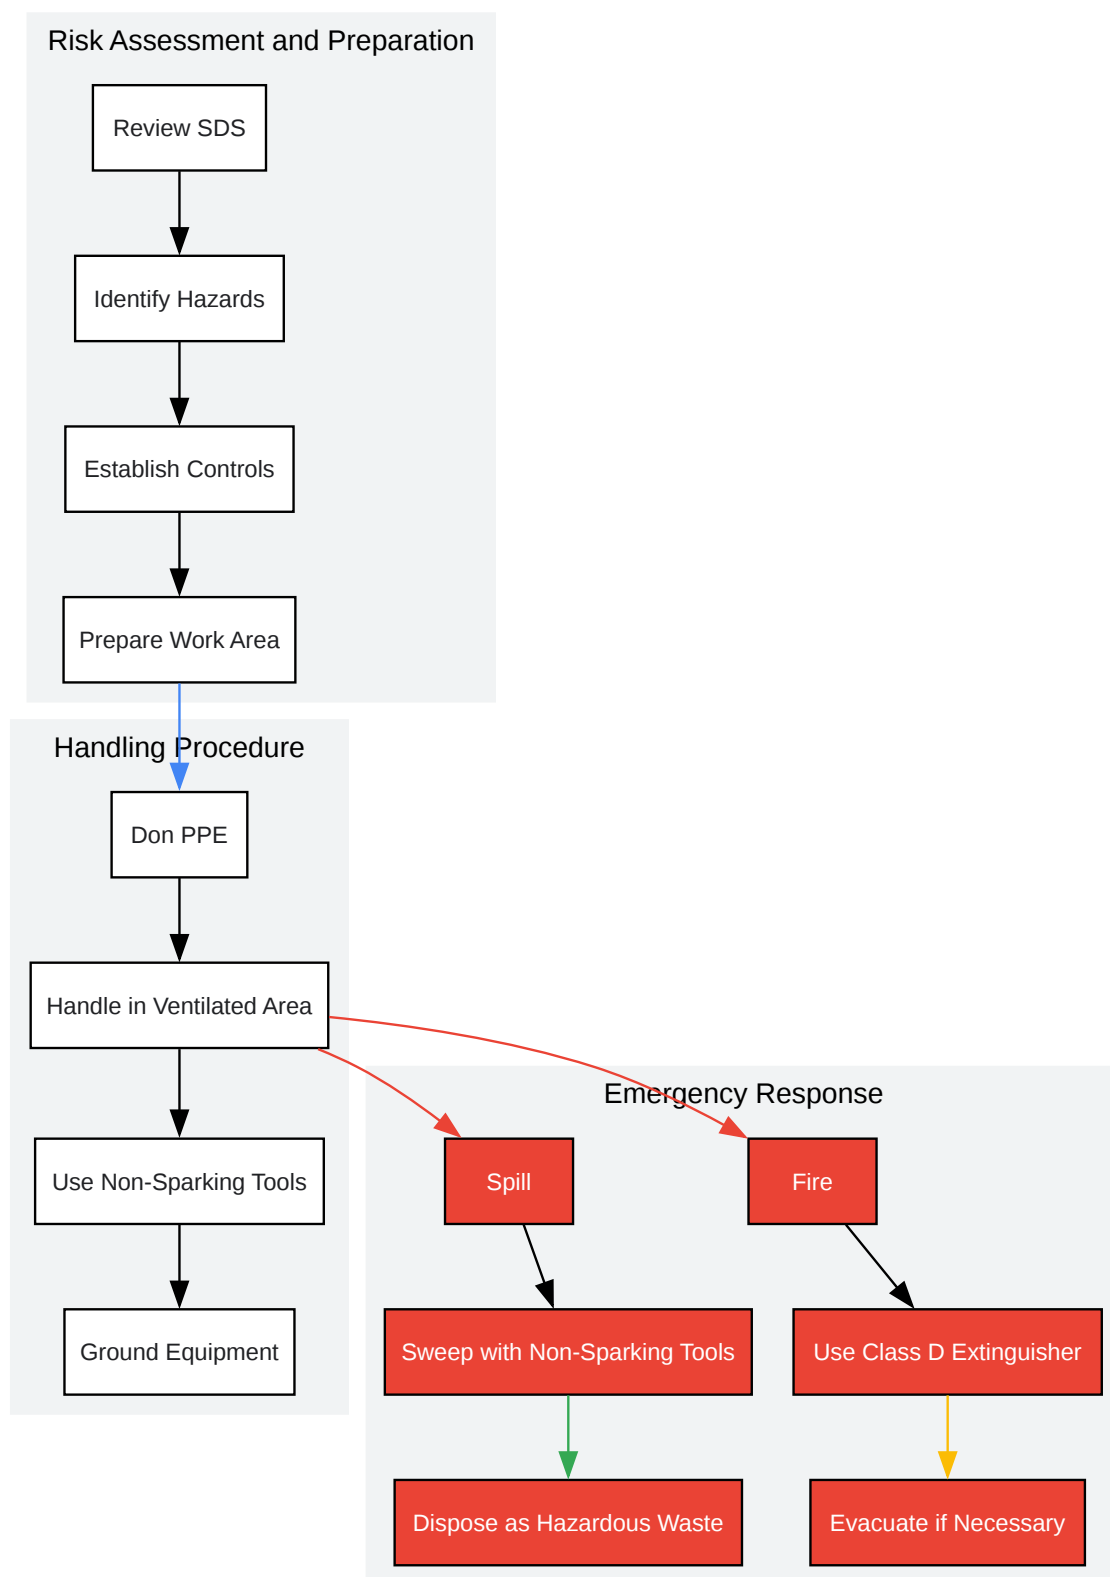 Risk Assessment and Preparation
Review SDS
Identify Hazards
Establish Controls
Prepare Work Area
Handling Procedure
Don PPE
Handle in Ventilated Area
Use Non-Sparking Tools
Ground Equipment
Emergency Response
Spill
Fire
Sweep with Non-Sparking Tools
Use Class D Extinguisher
Dispose as Hazardous Waste
Evacuate if Necessary